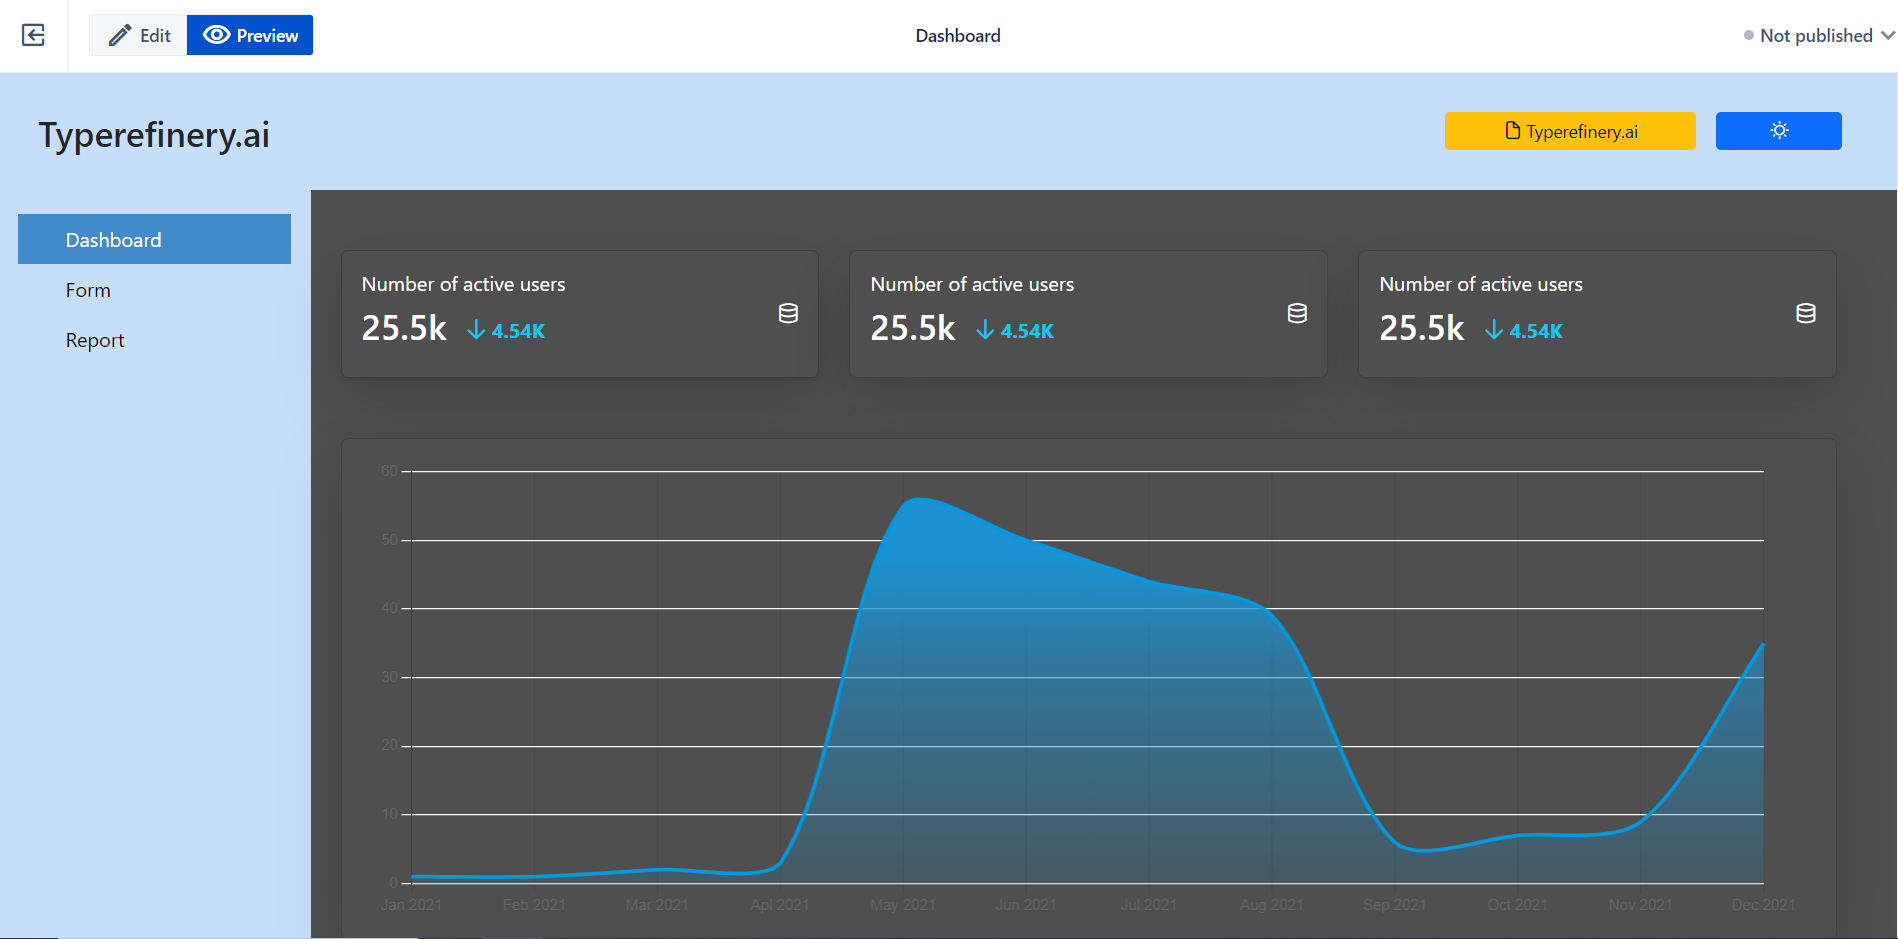 Edit
Preview
Dashboard
Not published
Typerefinery.ai
Typerefinery.ai
Dashboard
Form
Report
Number of active users
25.5k 4.54K
Number of active users
25.5k 4.54K
Number of active users
25.5k 4.54K
60
50
40
30
20
10
0
Jan 2021 Feb 2021 Mar 2021 Apl 2021 May 2021 Jun 2021 Jul 2021 Aug 2021 Sep 2021 Oct 2021 Nov 2021 Dec 2021